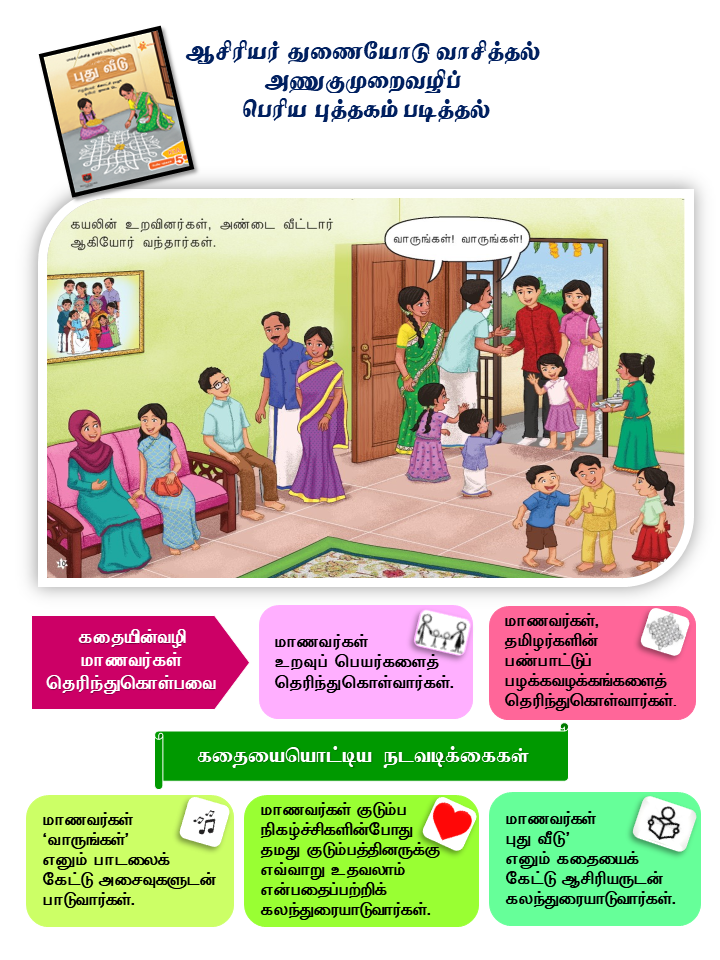 ஆசிரியர் துணையோடு வாசித்தல்
அணுகுமுறைவழிப்
பெரிய புத்தகம் படித்தல்
புது வீடு
கயலின் உறவினர்கள், அண்டை வீட்டார்
ஆகியோர் வந்தார்கள்.
வாருங்கள்! வாருங்கள்!
கதையின்வழி
மாணவர்கள்
தெரிந்துகொள்பவை
மாணவர்கள்
உறவுப் பெயர்களைத்
தெரிந்துகொள்வார்கள்.
மாணவர்கள்,
தமிழர்களின்
பண்பாட்டுப்
பழக்கவழக்கங்களைத்
தெரிந்துகொள்வார்கள்.
கதையையொட்டிய நடவடிக்கைகள்
மாணவர்கள்
‘வாருங்கள்’
எனும் பாடலைக்
கேட்டு அசைவுகளுடன்
பாடுவார்கள்.
மாணவர்கள் குடும்ப
நிகழ்ச்சிகளின்போது
தமது குடும்பத்தினருக்கு
எவ்வாறு உதவலாம்
என்பதைப்பற்றிக்
கலந்துரையாடுவார்கள்.
மாணவர்கள்
புது வீடு’
எனும் கதையைக்
கேட்டு ஆசிரியருடன்
கலந்துரையாடுவார்கள்.